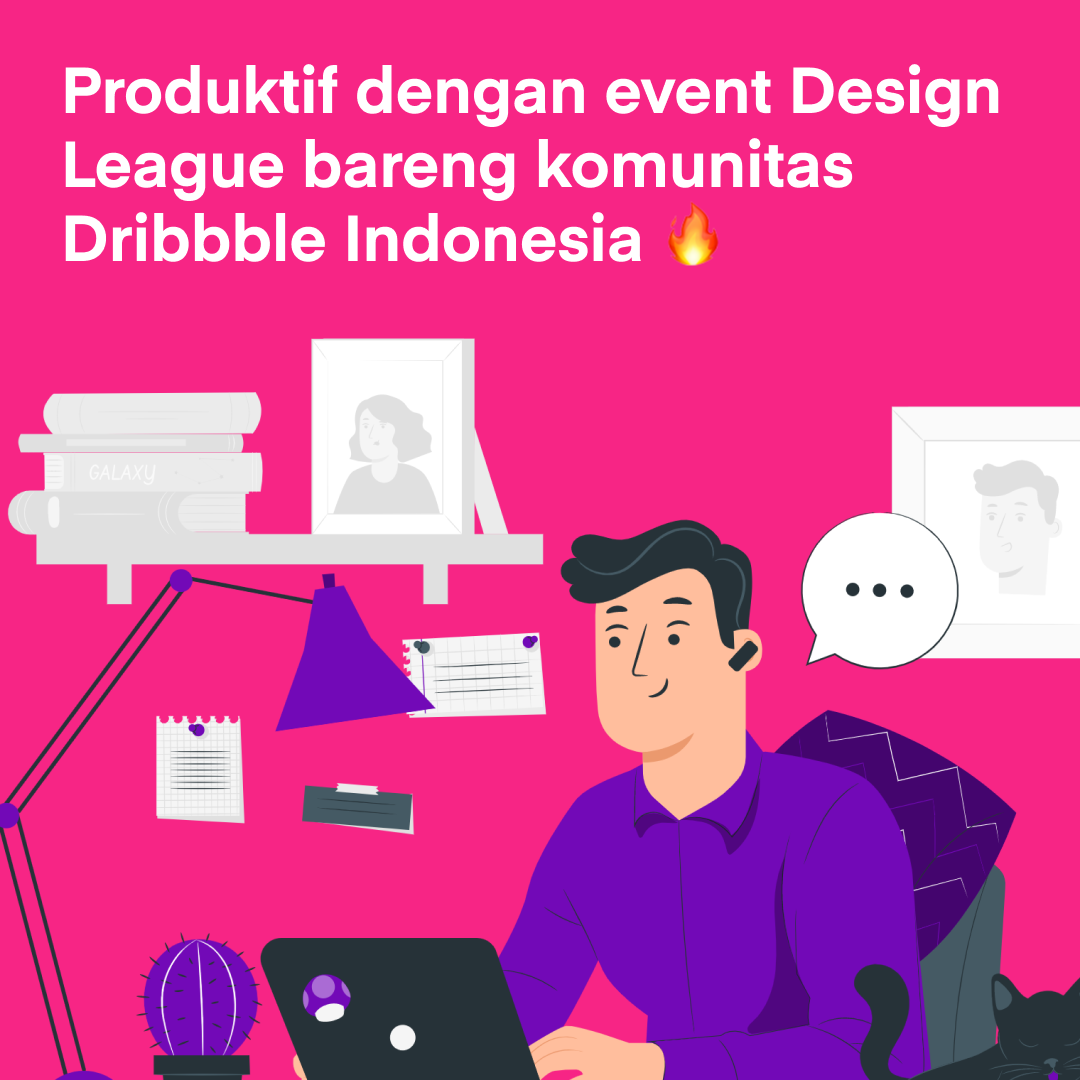 Produktif dengan event Design
League bareng komunitas
Dribbble Indonesia 🔥
GALAXY